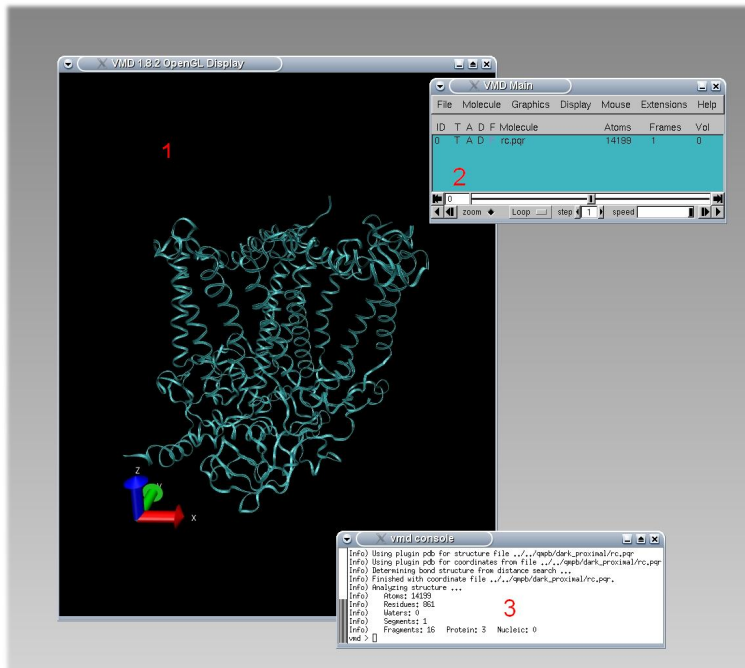 VMD 1.8.2 OpenGL Display
1
Z
Y
X
VMD Main
File Molecule Graphics Display Mouse Extensions Help
ID T A D F Molecule Atoms Frames Vol
0 T A D rc.pqr 14199 1 0
2
0
zoom Loop step 1 speed
vmd console
Info) Using plugin pdb for structure file ../../qmpb/dark_proximal/rc.pqr
Info) Using plugin pdb for coordinates from file ../../qmpb/dark_proximal/rc.pqr
Info) Determining bond structure from distance search ...
Info) Finished with coordinate file ../../qmpb/dark_proximal/rc.pqr.
Info) Analyzing structure ...
Info) Atoms: 14199
Info) Residues: 861
Info) Waters: 0
Info) Segments: 1
Info) Fragments: 16 Protein: 3 Nucleic: 0
vmd >
3